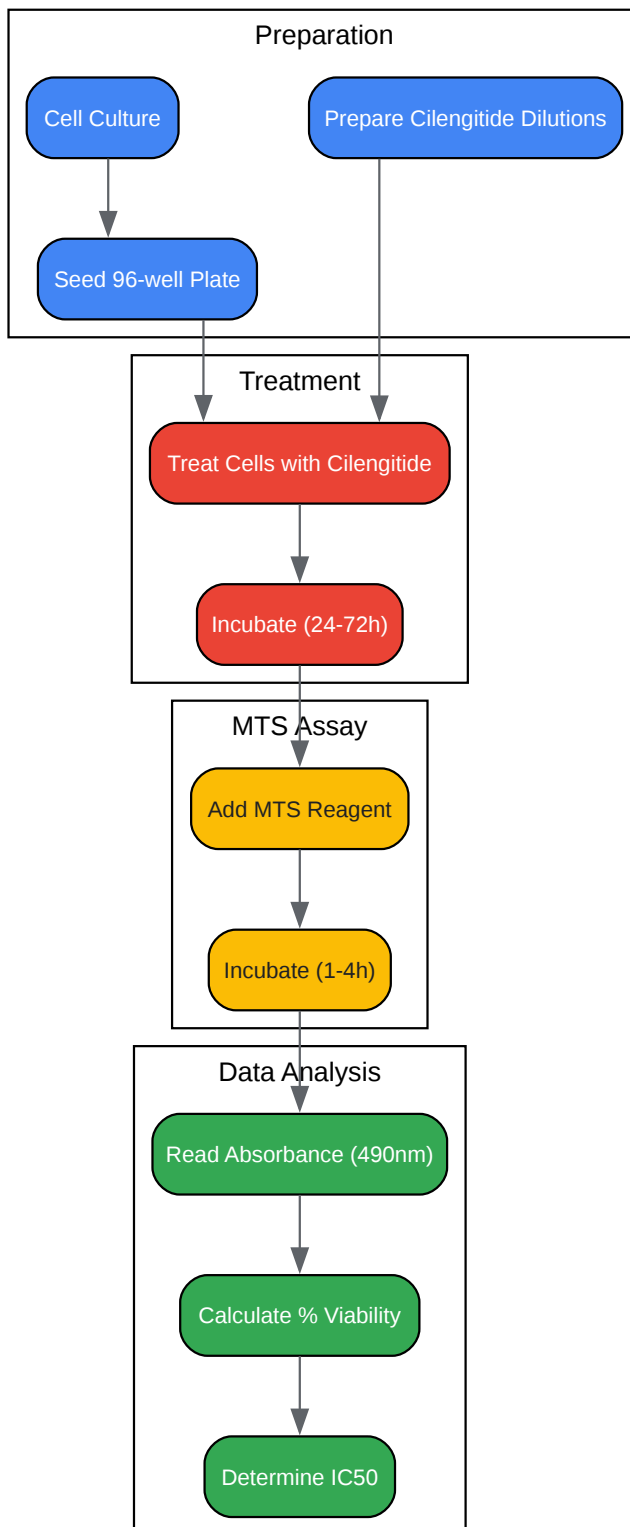 Preparation
Cell Culture
Prepare Cilengitide Dilutions
Seed 96-well Plate
Treatment
Treat Cells with Cilengitide
Incubate (24-72h)
MTS Assay
Add MTS Reagent
Incubate (1-4h)
Data Analysis
Read Absorbance (490nm)
Calculate % Viability
Determine IC50